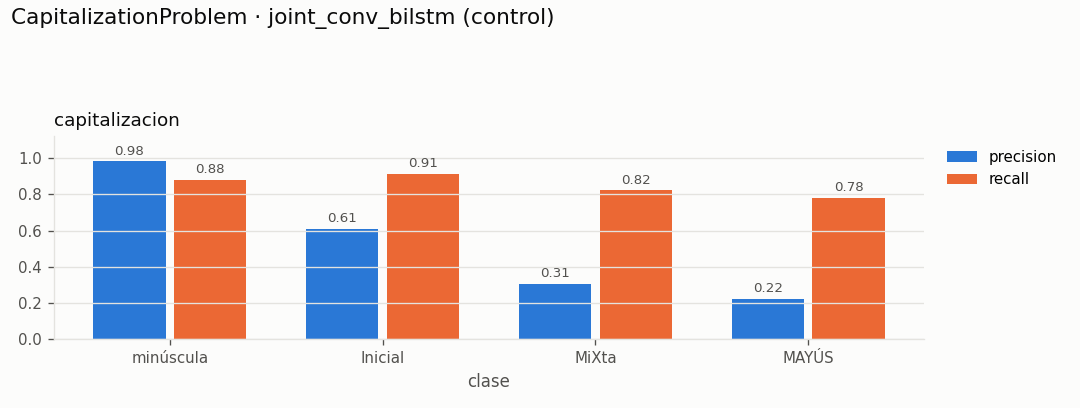 CapitalizationProblem · joint_conv_bilstm (control)
capitalizacion
precision
recall
1.0
0.8
0.6
0.4
0.2
0.0
0.98
0.88
0.61
0.91
0.31
0.82
0.22
0.78
minúscula
Inicial
MiXta
MAYÚS
clase